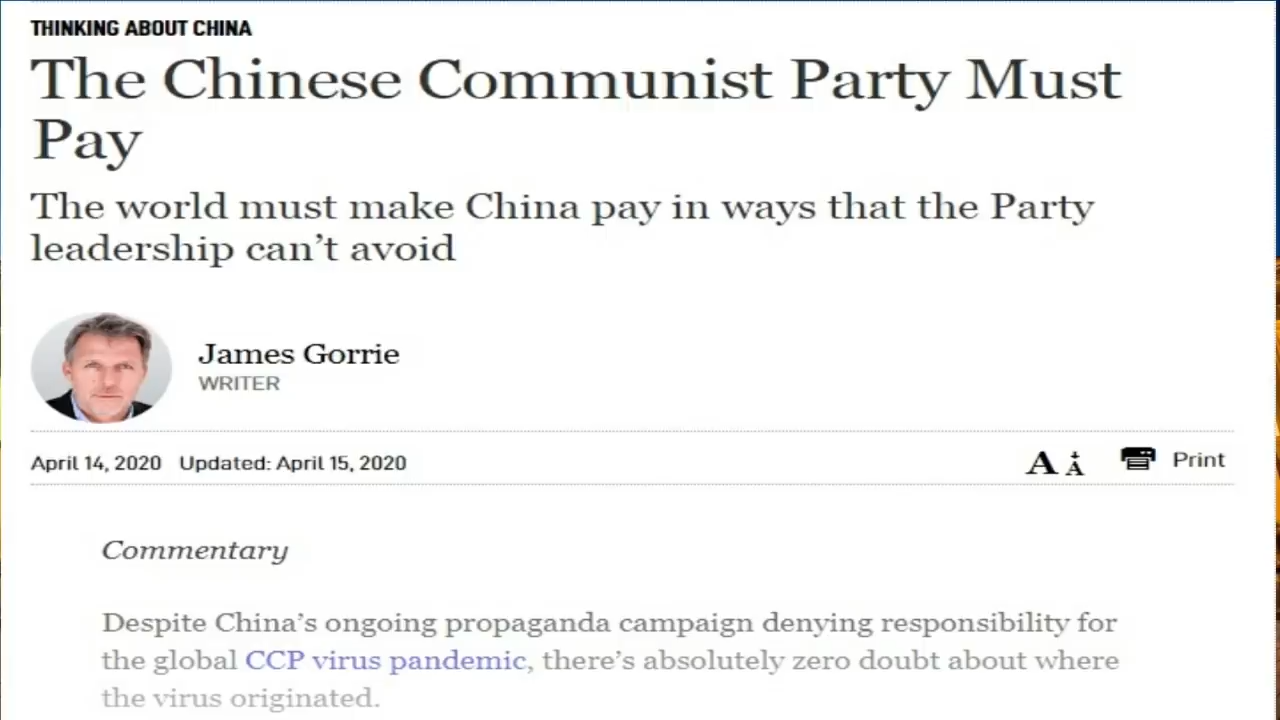 THINKING ABOUT CHINA
The Chinese Communist Party Must
Pay
The world must make China pay in ways that the Party
leadership can't avoid
James Gorrie
WRITER
April 14, 2020 Updated: April 15, 2020
A A Print
Commentary
Despite China's ongoing propaganda campaign denying responsibility for
the global CCP virus pandemic, there's absolutely zero doubt about where
the virus originated.